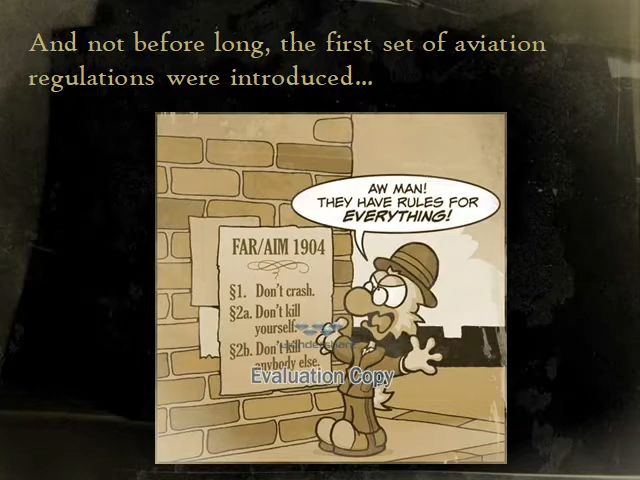 And not before long, the first set of aviation
regulations were introduced...
AW MAN!
THEY HAVE RULES FOR
EVERYTHING!
FAR/AIM 1904
§1. Don't crash.
§2a. Don't kill
yourself.
§2b. Don't kill
anybody else.
wondershare
Evaluation Copy